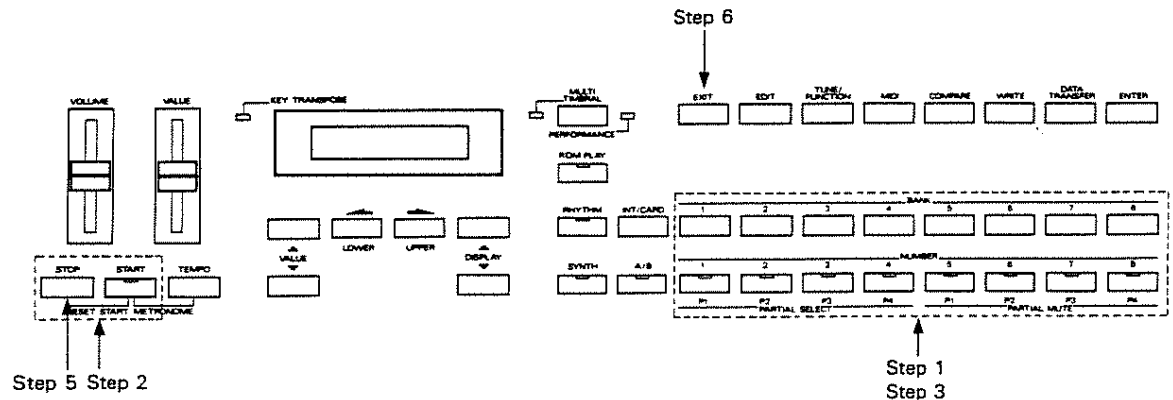 Step 6
VOLUME
VALUE
KEY TRANSPOSE
MULTI
TIMBRAL
PERFORMANCE
EXIT
EDIT
TUNE/
FUNCTION
MIDI
COMPARE
WRITE
DATA
TRANSFER
ENTER
ROM PLAY
RHYTHM
INT/CARD
BANK
1 2 3 4 5 6 7 8
VALUE
LOWER
UPPER
DISPLAY
SYNTH
A/B
NUMBER
1 2 3 4 5 6 7 8
P1 P2 P3 P4 P1 P2 P3 P4
PARTIAL SELECT
PARTIAL MUTE
STOP
START
TEMPO
RESET START
METRONOME
Step 5 Step 2
Step 1
Step 3